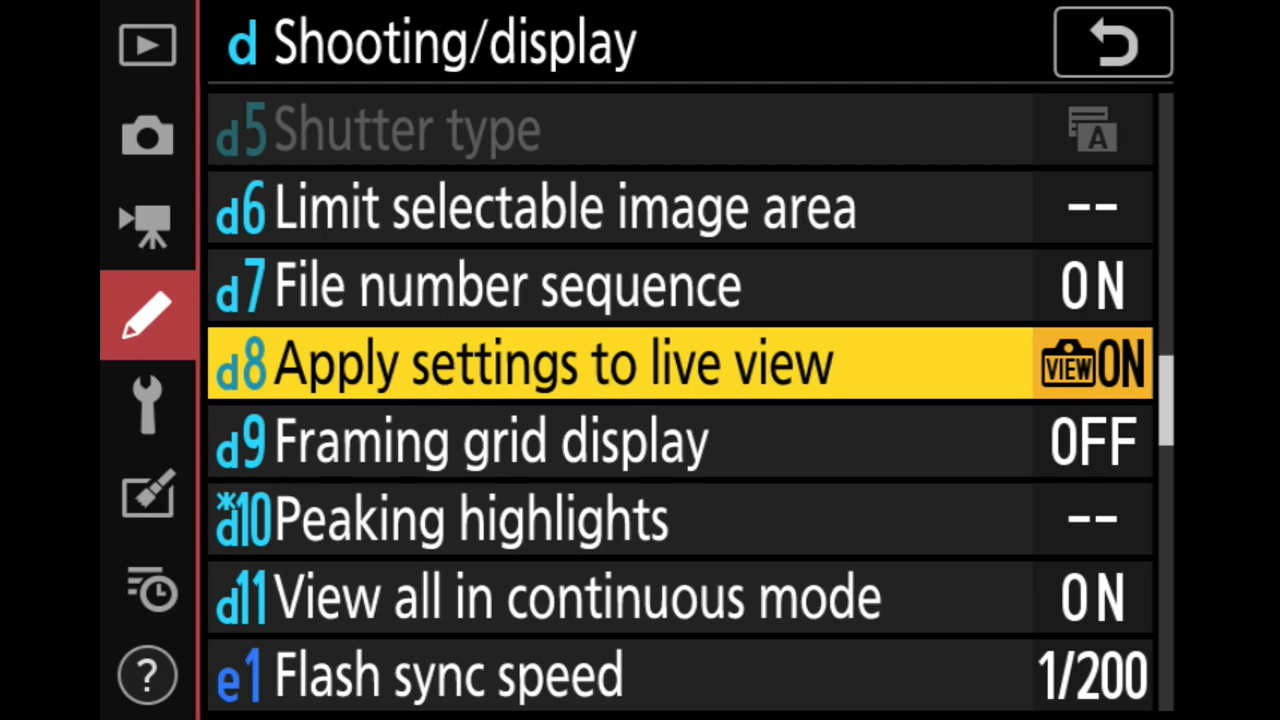 d Shooting/display
d5 Shutter type A
d6 Limit selectable image area --
d7 File number sequence ON
d8 Apply settings to live view VIEW ON
d9 Framing grid display OFF
*d10 Peaking highlights --
d11 View all in continuous mode ON
e1 Flash sync speed 1/200
?